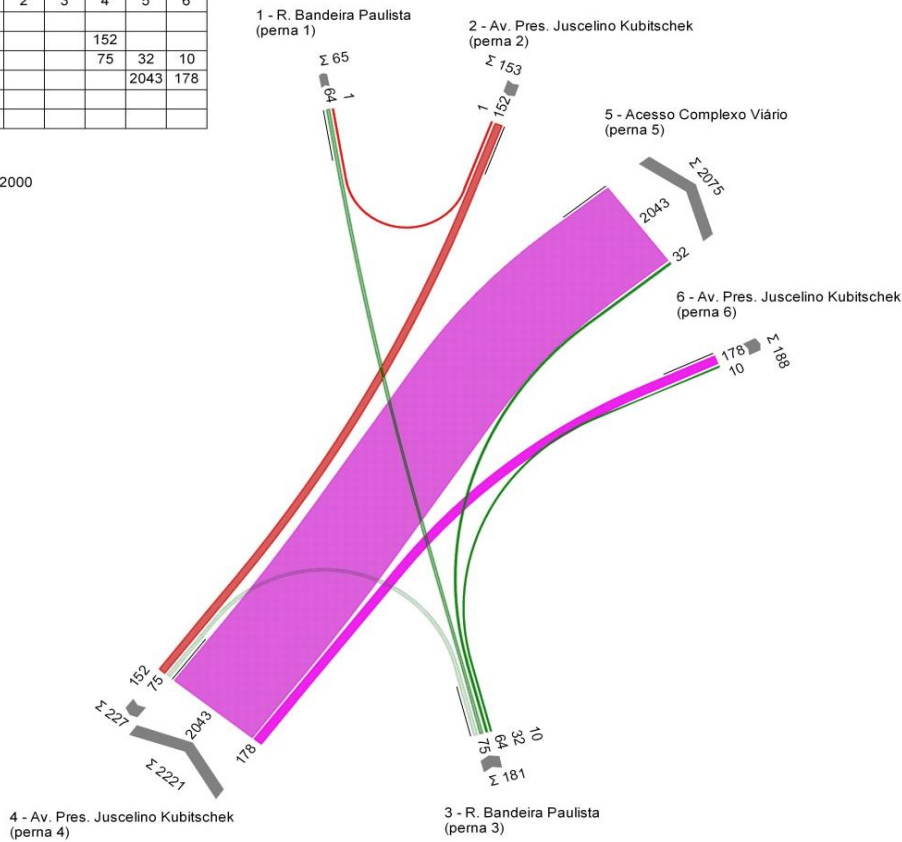 2 3 4 5 6
152
75 32 10
2043 178
2000
1 - R. Bandeira Paulista
(perna 1)
Σ 65
64 1
2 - Av. Pres. Juscelino Kubitschek
(perna 2)
Σ 153
1 152
5 - Acesso Complexo Viário
(perna 5)
Σ 2075
2043
32
6 - Av. Pres. Juscelino Kubitschek
(perna 6)
178
10
Σ 188
152
75
Σ 227
2043
178
Σ 2221
4 - Av. Pres. Juscelino Kubitschek
(perna 4)
75 64 32 10
Σ 181
3 - R. Bandeira Paulista
(perna 3)